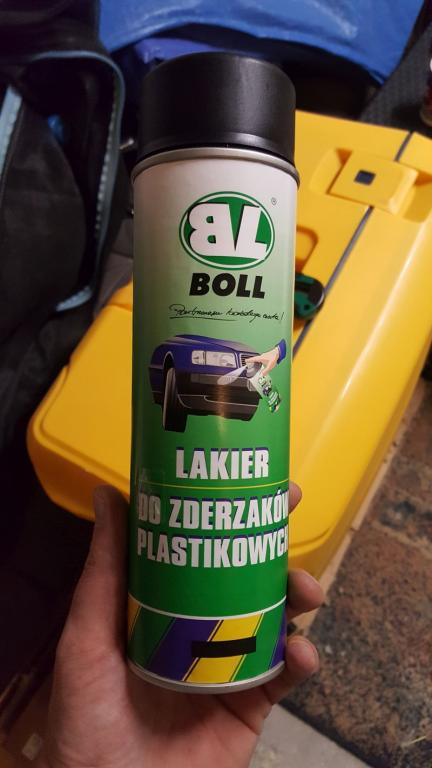 BL
®
BOLL
LAKIER
DO ZDERZAKÓW
PLASTIKOWYCH